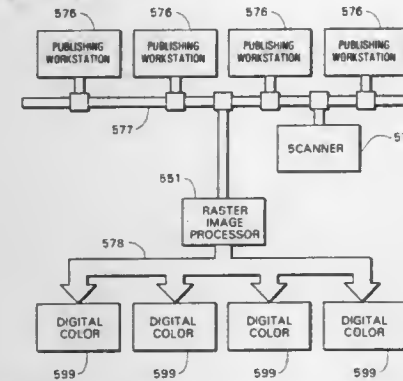 576 576 576 576
PUBLISHING WORKSTATION PUBLISHING WORKSTATION PUBLISHING WORKSTATION PUBLISHING WORKSTATION
577
SCANNER
551
RASTER
IMAGE
PROCESSOR
578
DIGITAL DIGITAL DIGITAL DIGITAL
COLOR COLOR COLOR COLOR
599 599 599 599